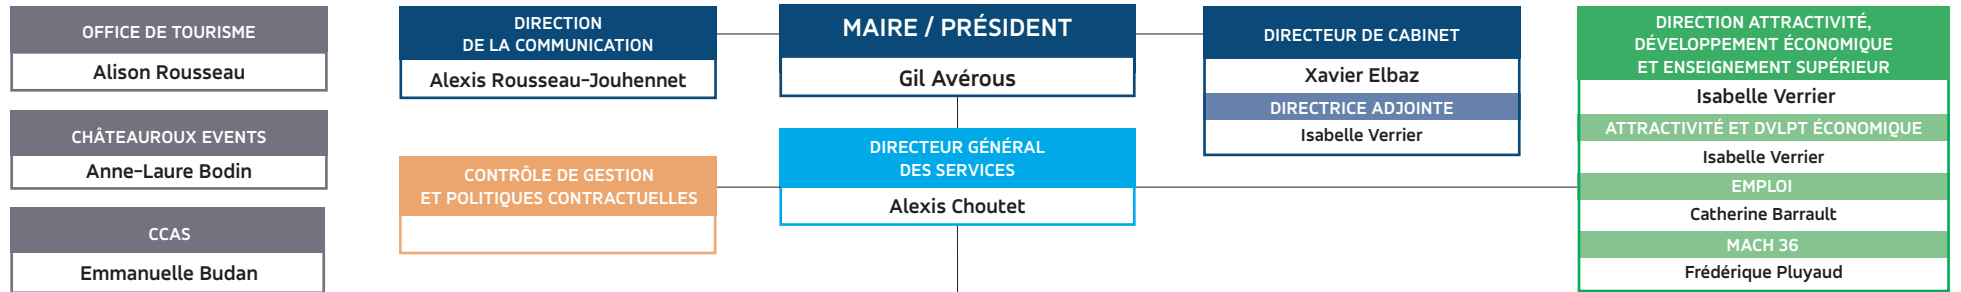 OFFICE DE TOURISME
Alison Rousseau
CHÂTEAUROUX EVENTS
Anne-Laure Bodin
CCAS
Emmanuelle Budan
DIRECTION
DE LA COMMUNICATION
Alexis Rousseau-Jouhennet
CONTRÔLE DE GESTION
ET POLITIQUES CONTRACTUELLES
MAIRE / PRÉSIDENT
Gil Avérous
DIRECTEUR GÉNÉRAL
DES SERVICES
Alexis Choutet
DIRECTEUR DE CABINET
Xavier Elbaz
DIRECTRICE ADJOINTE
Isabelle Verrier
DIRECTION ATTRACTIVITÉ,
DÉVELOPPEMENT ÉCONOMIQUE
ET ENSEIGNEMENT SUPÉRIEUR
Isabelle Verrier
ATTRACTIVITÉ ET DVLPT ÉCONOMIQUE
Isabelle Verrier
EMPLOI
Catherine Barrault
MACH 36
Frédérique Pluyaud